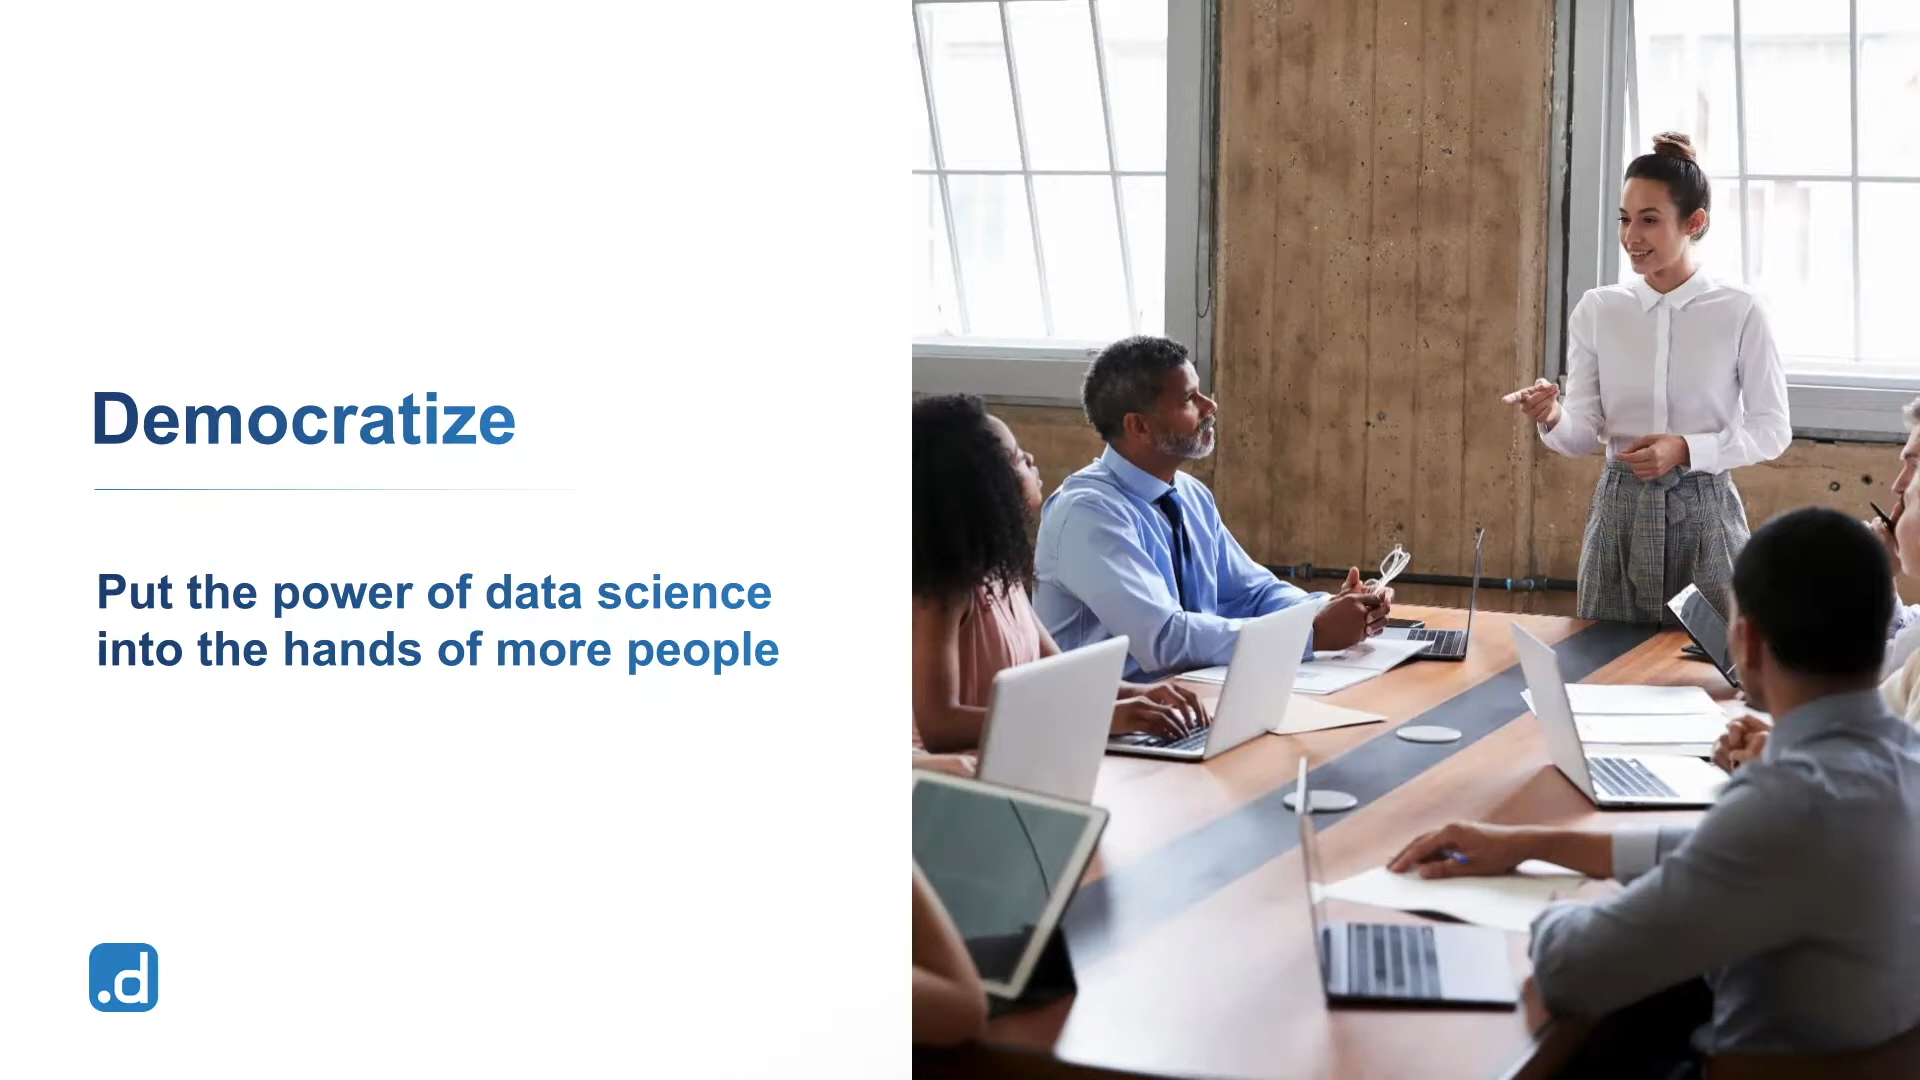 Democratize
Put the power of data science
into the hands of more people
.d